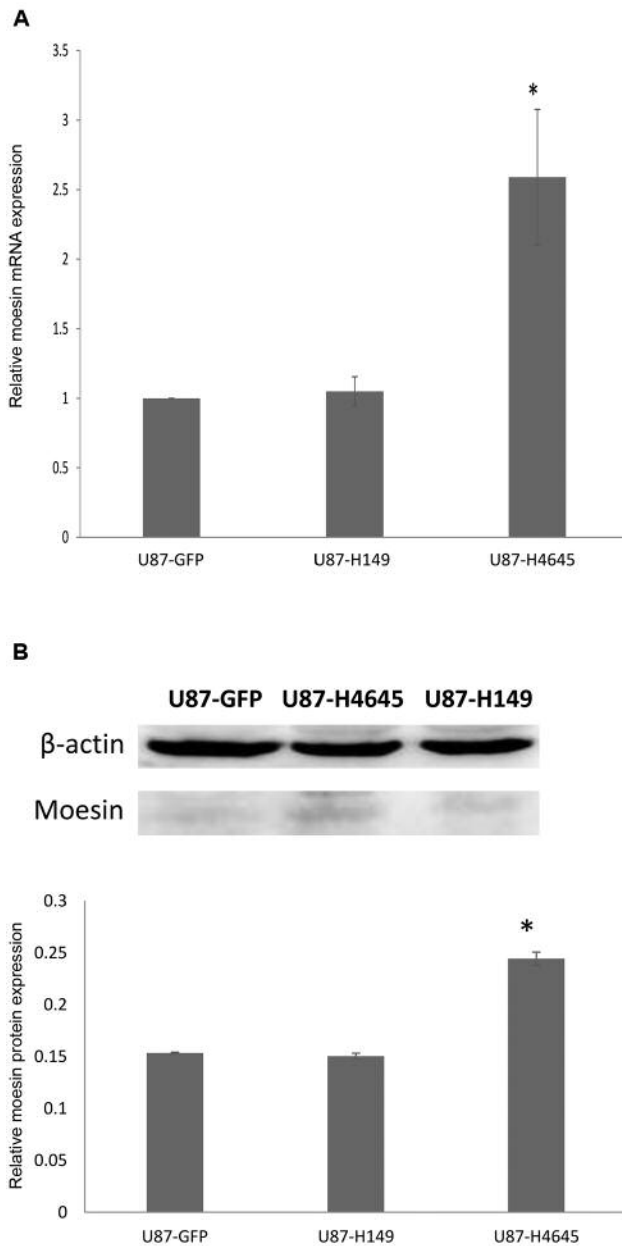 A
Relative moesin mRNA expression
3.5
3
2.5
2
1.5
1
0.5
0
*
U87-GFP U87-H149 U87-H4645
B
U87-GFP U87-H4645 U87-H149
β-actin
Moesin
Relative moesin protein expression
0.3
0.25
0.2
0.15
0.1
0.05
0
*
U87-GFP U87-H149 U87-H4645